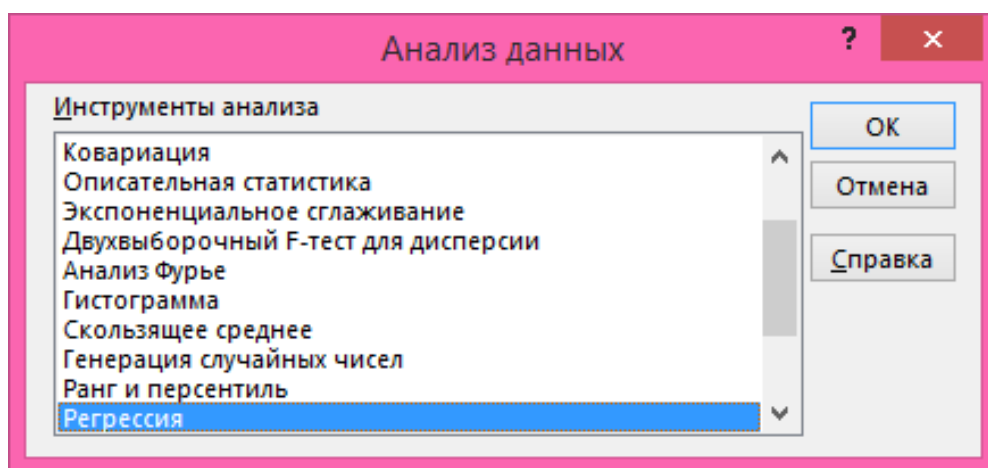 Анализ данных
?
×
Инструменты анализа
Ковариация
Описательная статистика
Экспоненциальное сглаживание
Двухвыборочный F-тест для дисперсии
Анализ Фурье
Гистограмма
Скользящее среднее
Генерация случайных чисел
Ранг и персентиль
Регрессия
ОК
Отмена
Справка